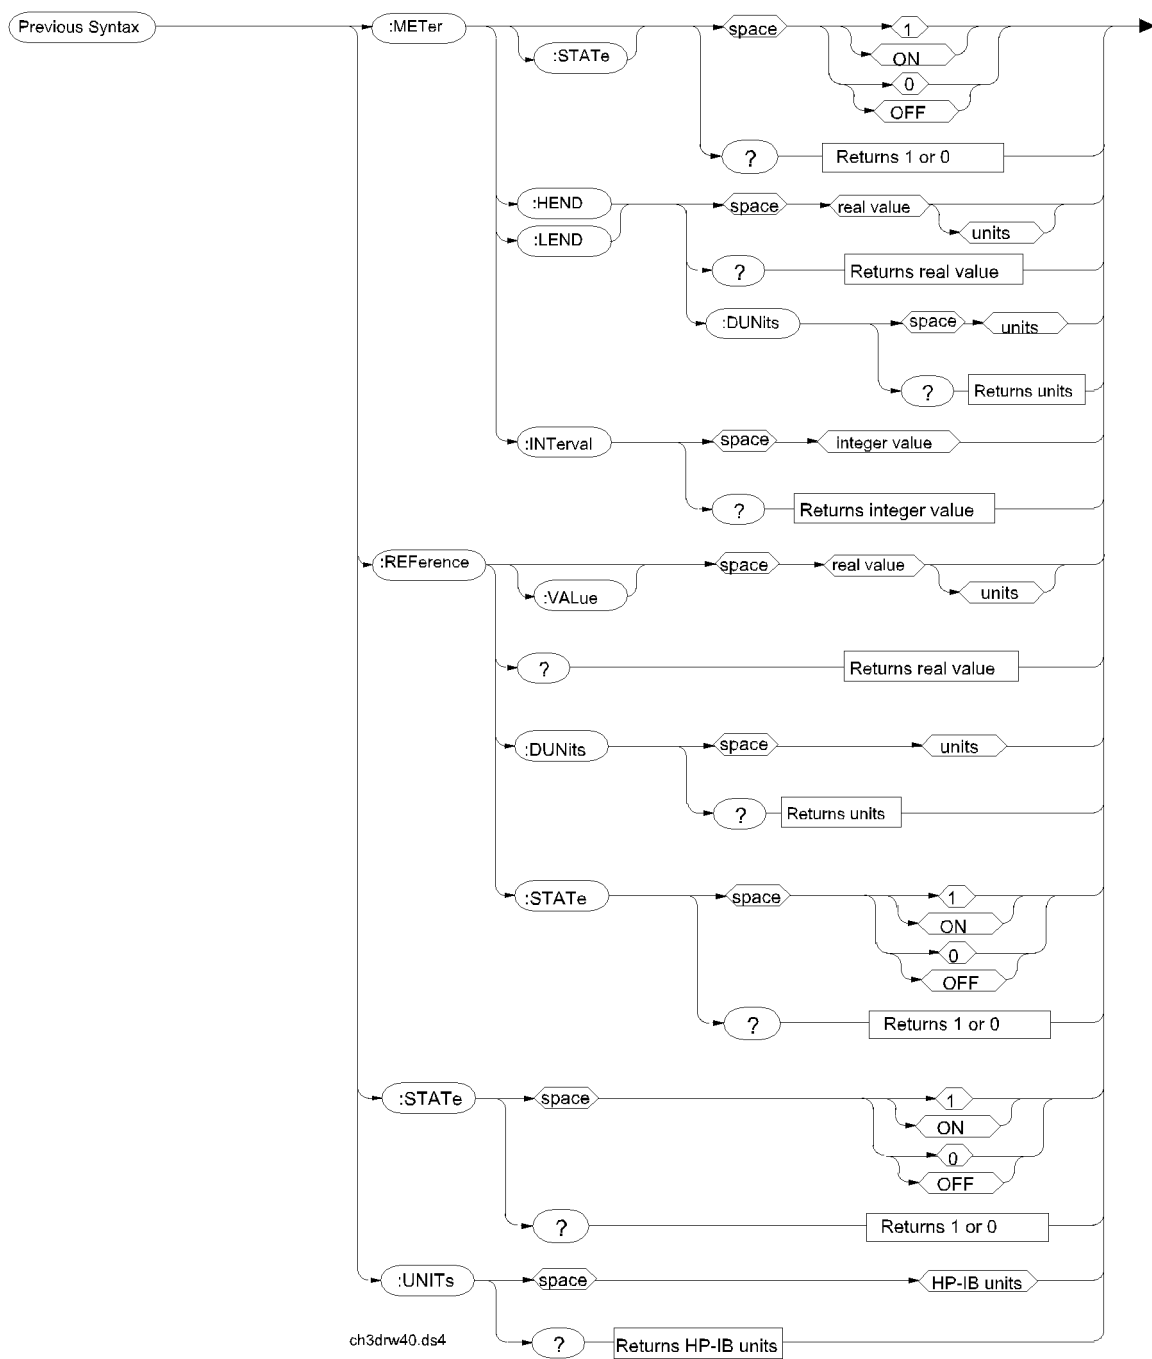 Previous Syntax :METer space 1
:STATe ON
0
OFF
? Returns 1 or 0
:HEND space real value
:LEND units
? Returns real value
:DUNits space units
? Returns units
:INTerval space integer value
? Returns integer value
:REFerence space real value
:VALue units
? Returns real value
:DUNits space units
? Returns units
:STATe space 1
ON
0
OFF
? Returns 1 or 0
:STATe space 1
ON
0
OFF
? Returns 1 or 0
:UNITs space HP-IB units
ch3drw40.ds4 ? Returns HP-IB units